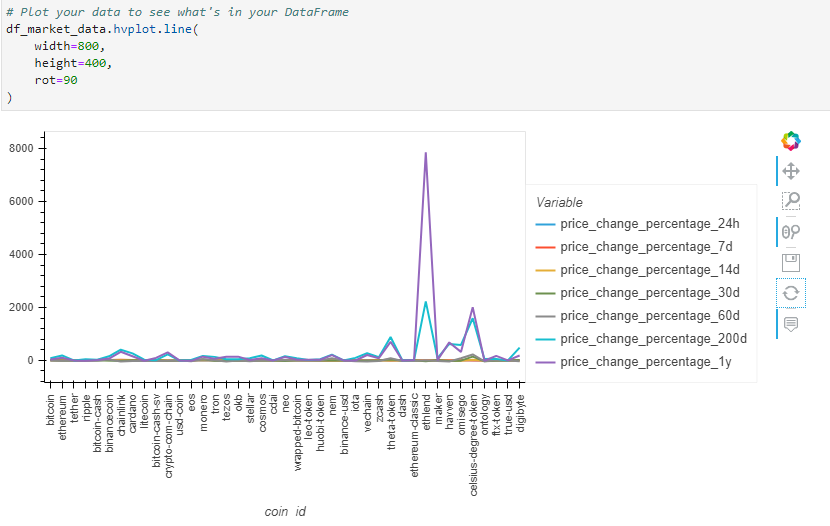 # Plot your data to see what's in your DataFrame
df_market_data.hvplot.line(
    width=800,
    height=400,
    rot=90
)
8000
6000
4000
2000
0
Variable
price_change_percentage_24h
price_change_percentage_7d
price_change_percentage_14d
price_change_percentage_30d
price_change_percentage_60d
price_change_percentage_200d
price_change_percentage_1y
bitcoin
ethereum
tether
ripple
bitcoin-cash
binancecoin
chainlink
cardano
litecoin
bitcoin-cash-sv
crypto-com-chain
usd-coin
eos
monero
tron
tezos
okb
stellar
cosmos
cdai
neo
wrapped-bitcoin
leo-token
huobi-token
nem
binance-usd
iota
vechain
zcash
theta-token
dash
ethereum-classic
ethlend
maker
havven
omisego
celsius-degree-token
ontology
ftx-token
true-usd
digibyte
coin_id